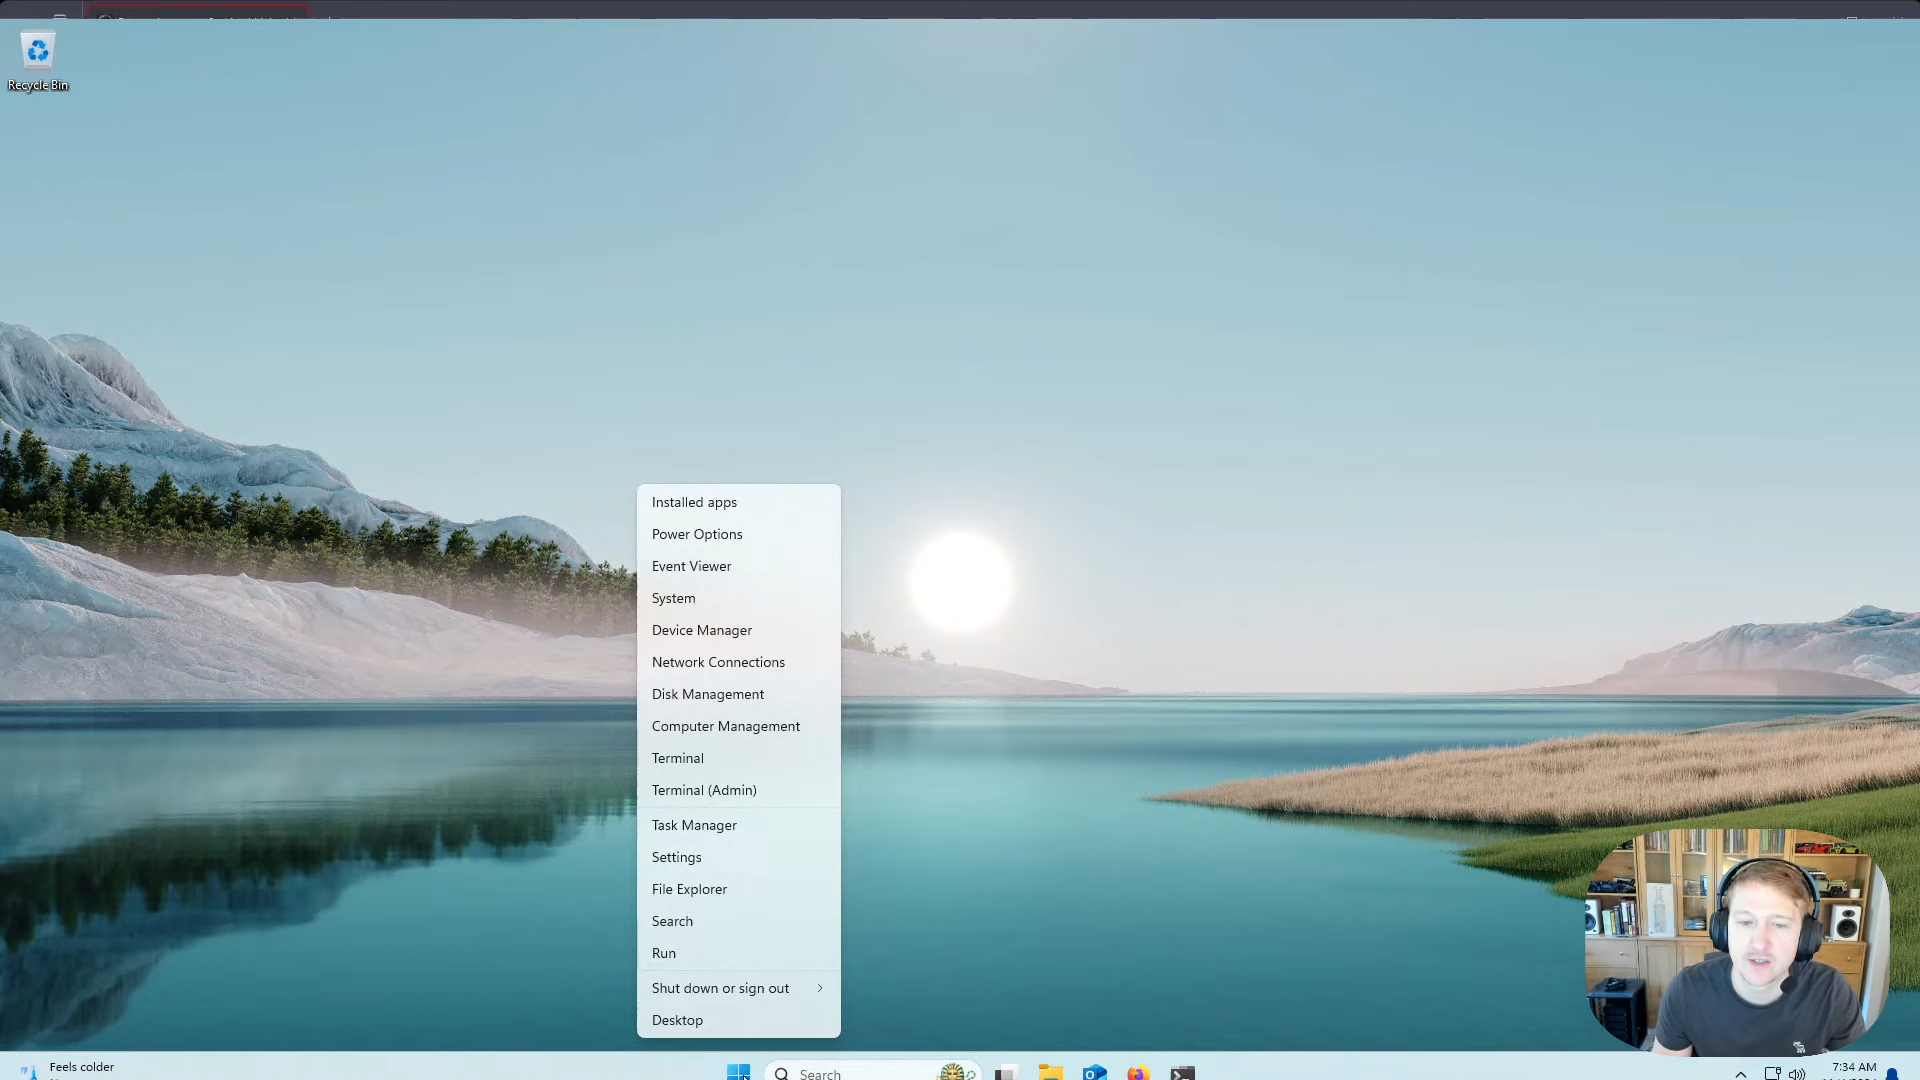 Recycle Bin
Installed apps
Power Options
Event Viewer
System
Device Manager
Network Connections
Disk Management
Computer Management
Terminal
Terminal (Admin)
Task Manager
Settings
File Explorer
Search
Run
Shut down or sign out
Desktop
Feels colder
Search
7:34 AM